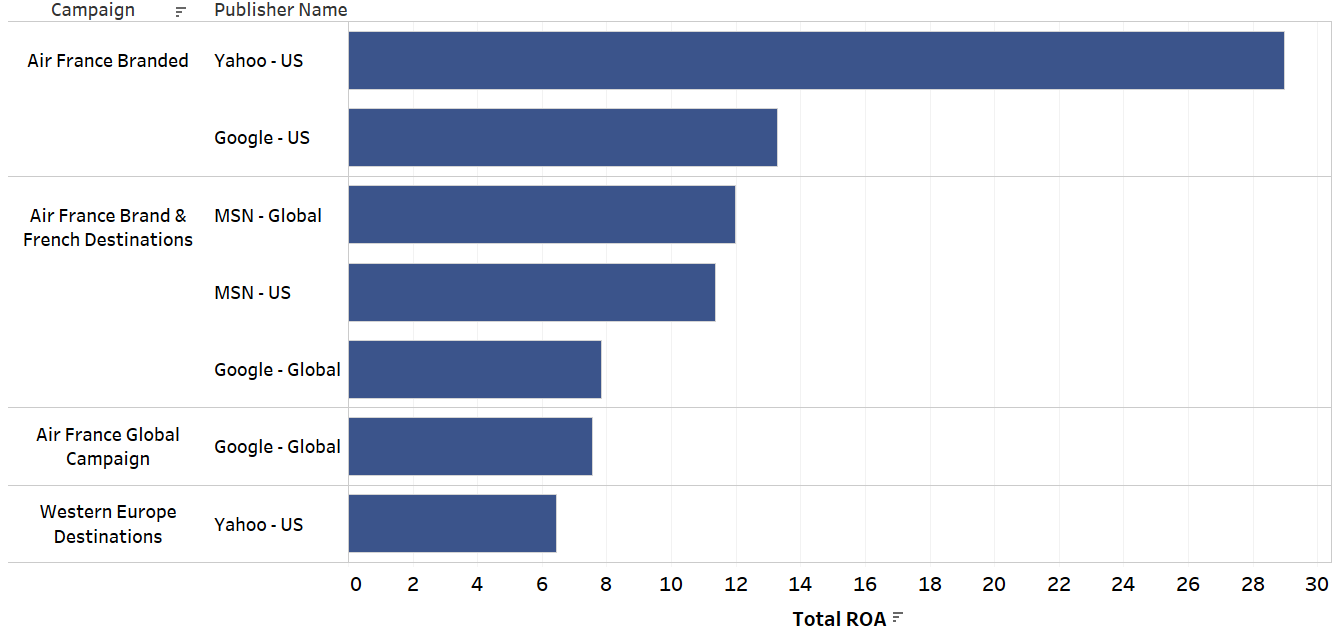 Campaign Publisher Name
Air France Branded Yahoo - US
Google - US
Air France Brand & French Destinations MSN - Global
MSN - US
Google - Global
Air France Global Campaign Google - Global
Western Europe Destinations Yahoo - US
0 2 4 6 8 10 12 14 16 18 20 22 24 26 28 30
Total ROA